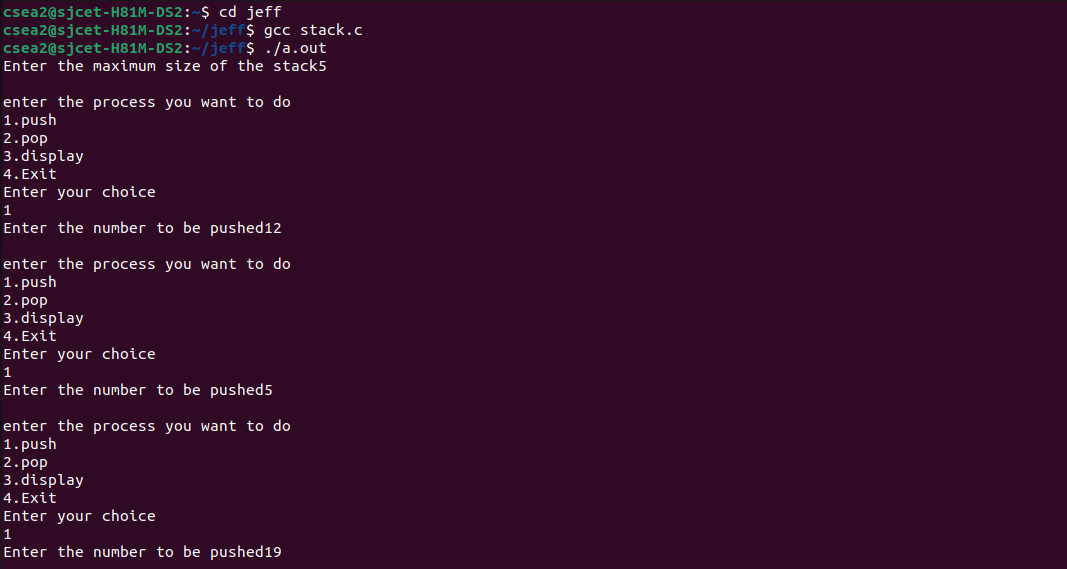 csea2@sjcet-H81M-DS2:~$ cd jeff
csea2@sjcet-H81M-DS2:~/jeff$ gcc stack.c
csea2@sjcet-H81M-DS2:~/jeff$ ./a.out
Enter the maximum size of the stack5
enter the process you want to do
1.push
2.pop
3.display
4.Exit
Enter your choice
1
Enter the number to be pushed12
enter the process you want to do
1.push
2.pop
3.display
4.Exit
Enter your choice
1
Enter the number to be pushed5
enter the process you want to do
1.push
2.pop
3.display
4.Exit
Enter your choice
1
Enter the number to be pushed19